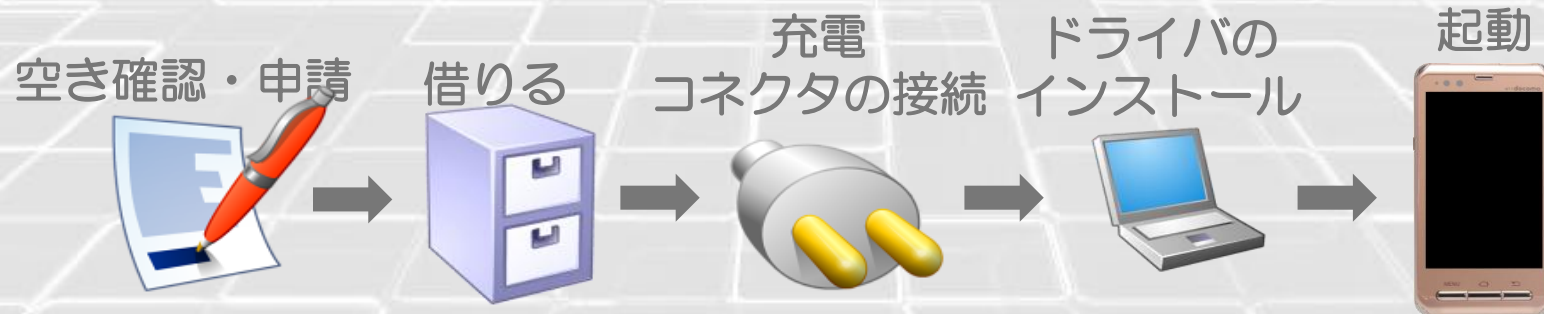 空き確認・申請
借りる
充電
コネクタの接続
ドライバの
インストール
起動